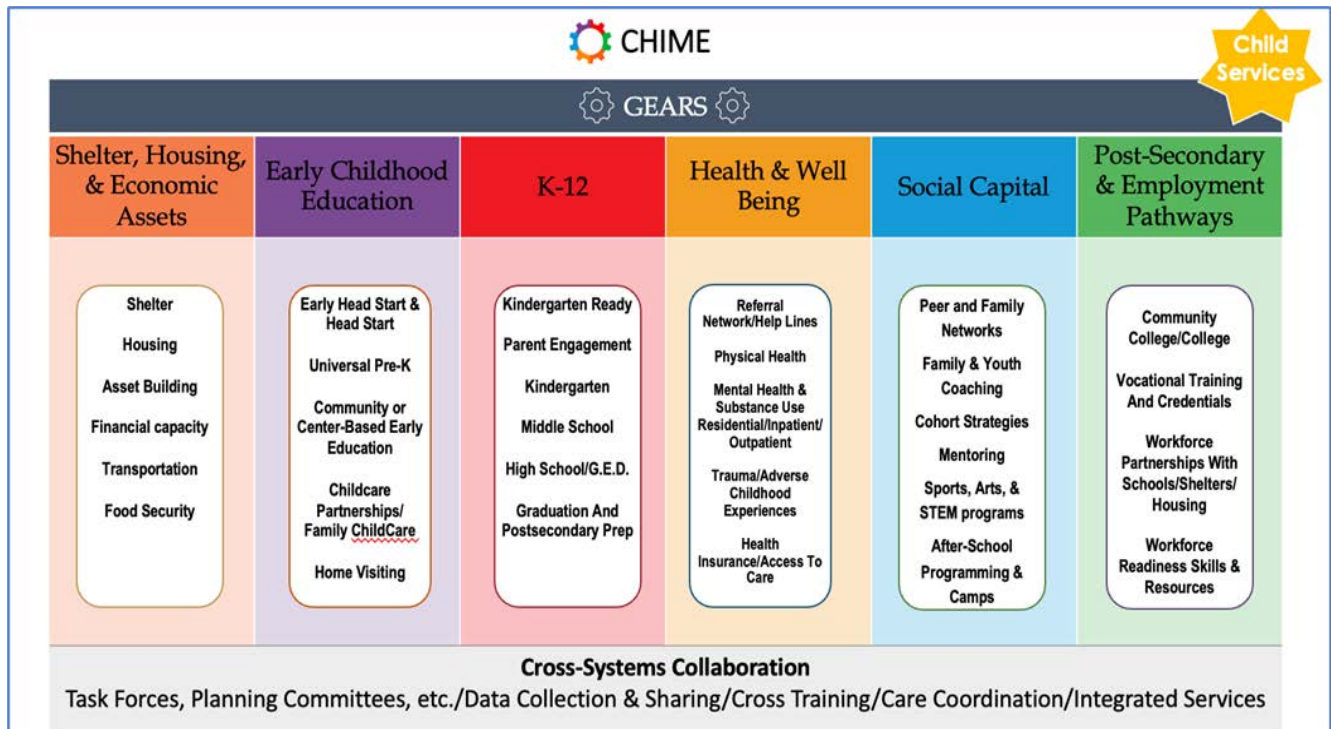 CHIME
Child
Services
GEARS
Shelter, Housing,
& Economic
Assets
Early Childhood
Education
K-12
Health & Well
Being
Social Capital
Post-Secondary
& Employment
Pathways
Shelter
Housing
Asset Building
Financial capacity
Transportation
Food Security
Early Head Start &
Head Start
Universal Pre-K
Community or
Center-Based Early
Education
Childcare
Partnerships/
Family ChildCare
Home Visiting
Kindergarten Ready
Parent Engagement
Kindergarten
Middle School
High School/G.E.D.
Graduation And
Postsecondary Prep
Referral
Network/Help Lines
Physical Health
Mental Health &
Substance Use
Residential/Inpatient/
Outpatient
Trauma/Adverse
Childhood
Experiences
Health
Insurance/Access To
Care
Peer and Family
Networks
Family & Youth
Coaching
Cohort Strategies
Mentoring
Sports, Arts, &
STEM programs
After-School
Programming &
Camps
Community
College/College
Vocational Training
And Credentials
Workforce
Partnerships With
Schools/Shelters/
Housing
Workforce
Readiness Skills &
Resources
Cross-Systems Collaboration
Task Forces, Planning Committees, etc./Data Collection & Sharing/Cross Training/Care Coordination/Integrated Services